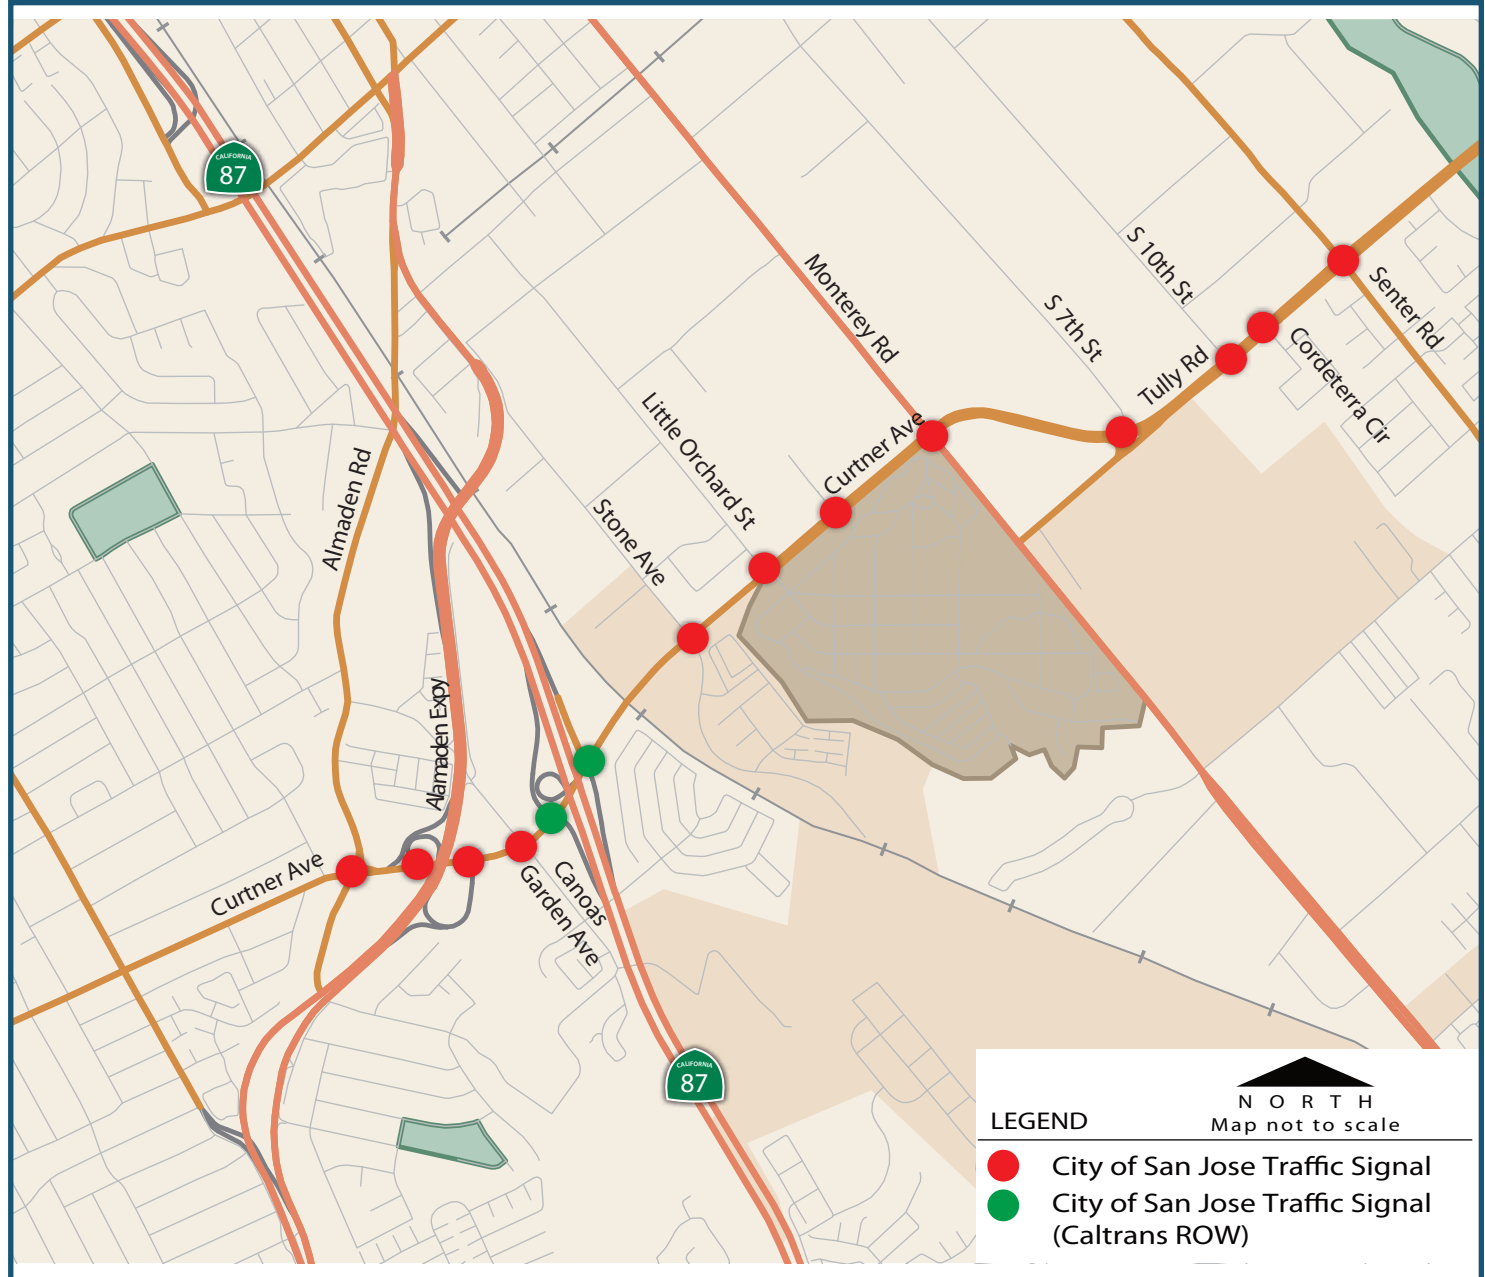 CALIFORNIA
87
S 10th St
Monterey Rd
Senter Rd
S 7th St
Cordeterra Cir
Tully Rd
Little Orchard St
Curtner Ave
Almaden Rd
Stone Ave
Alamaden Expy
Curtner Ave
Canoas
Garden Ave
CALIFORNIA
87
NORTH
Map not to scale
LEGEND
City of San Jose Traffic Signal
City of San Jose Traffic Signal
(Caltrans ROW)